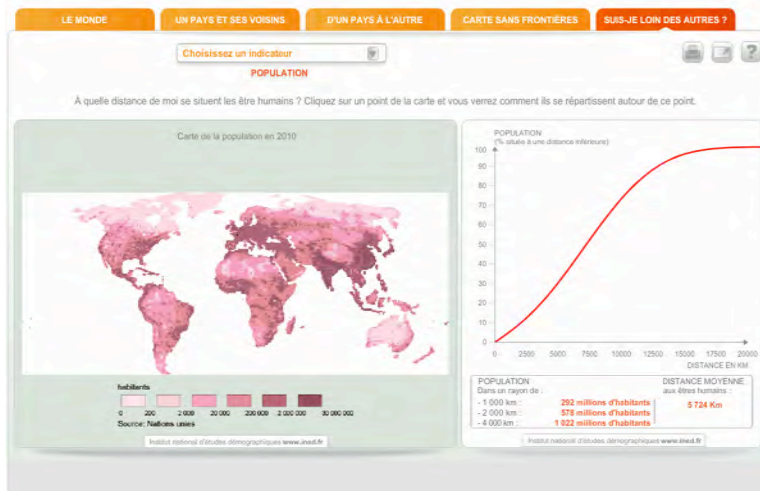 LE MONDE
UN PAYS ET SES VOISINS
D'UN PAYS À L'AUTRE
CARTE SANS FRONTIÈRES
SUIS-JE LOIN DES AUTRES ?
Choisissez un indicateur
POPULATION
À quelle distance de moi se situent les être humains ? Cliquez sur un point de la carte et vous verrez comment ils se répartissent autour de ce point.
Carte de la population en 2010
habitants
0 200 2 000 20 000 200 000 2 000 000 30 000 000
Source: Nations unies
Institut national d'études démographiques www.ined.fr
POPULATION
(% située à une distance inférieure)
100
90
80
70
60
50
40
30
20
10
0
0 2500 5000 7500 10000 12500 15000 17500 20000
DISTANCE EN KM
POPULATION
Dans un rayon de :
- 1 000 km : 292 millions d'habitants
- 2 000 km : 578 millions d'habitants
- 4 000 km : 1 022 millions d'habitants
DISTANCE MOYENNE
aux êtres humains :
5 724 Km
Institut national d'études démographiques www.ined.fr